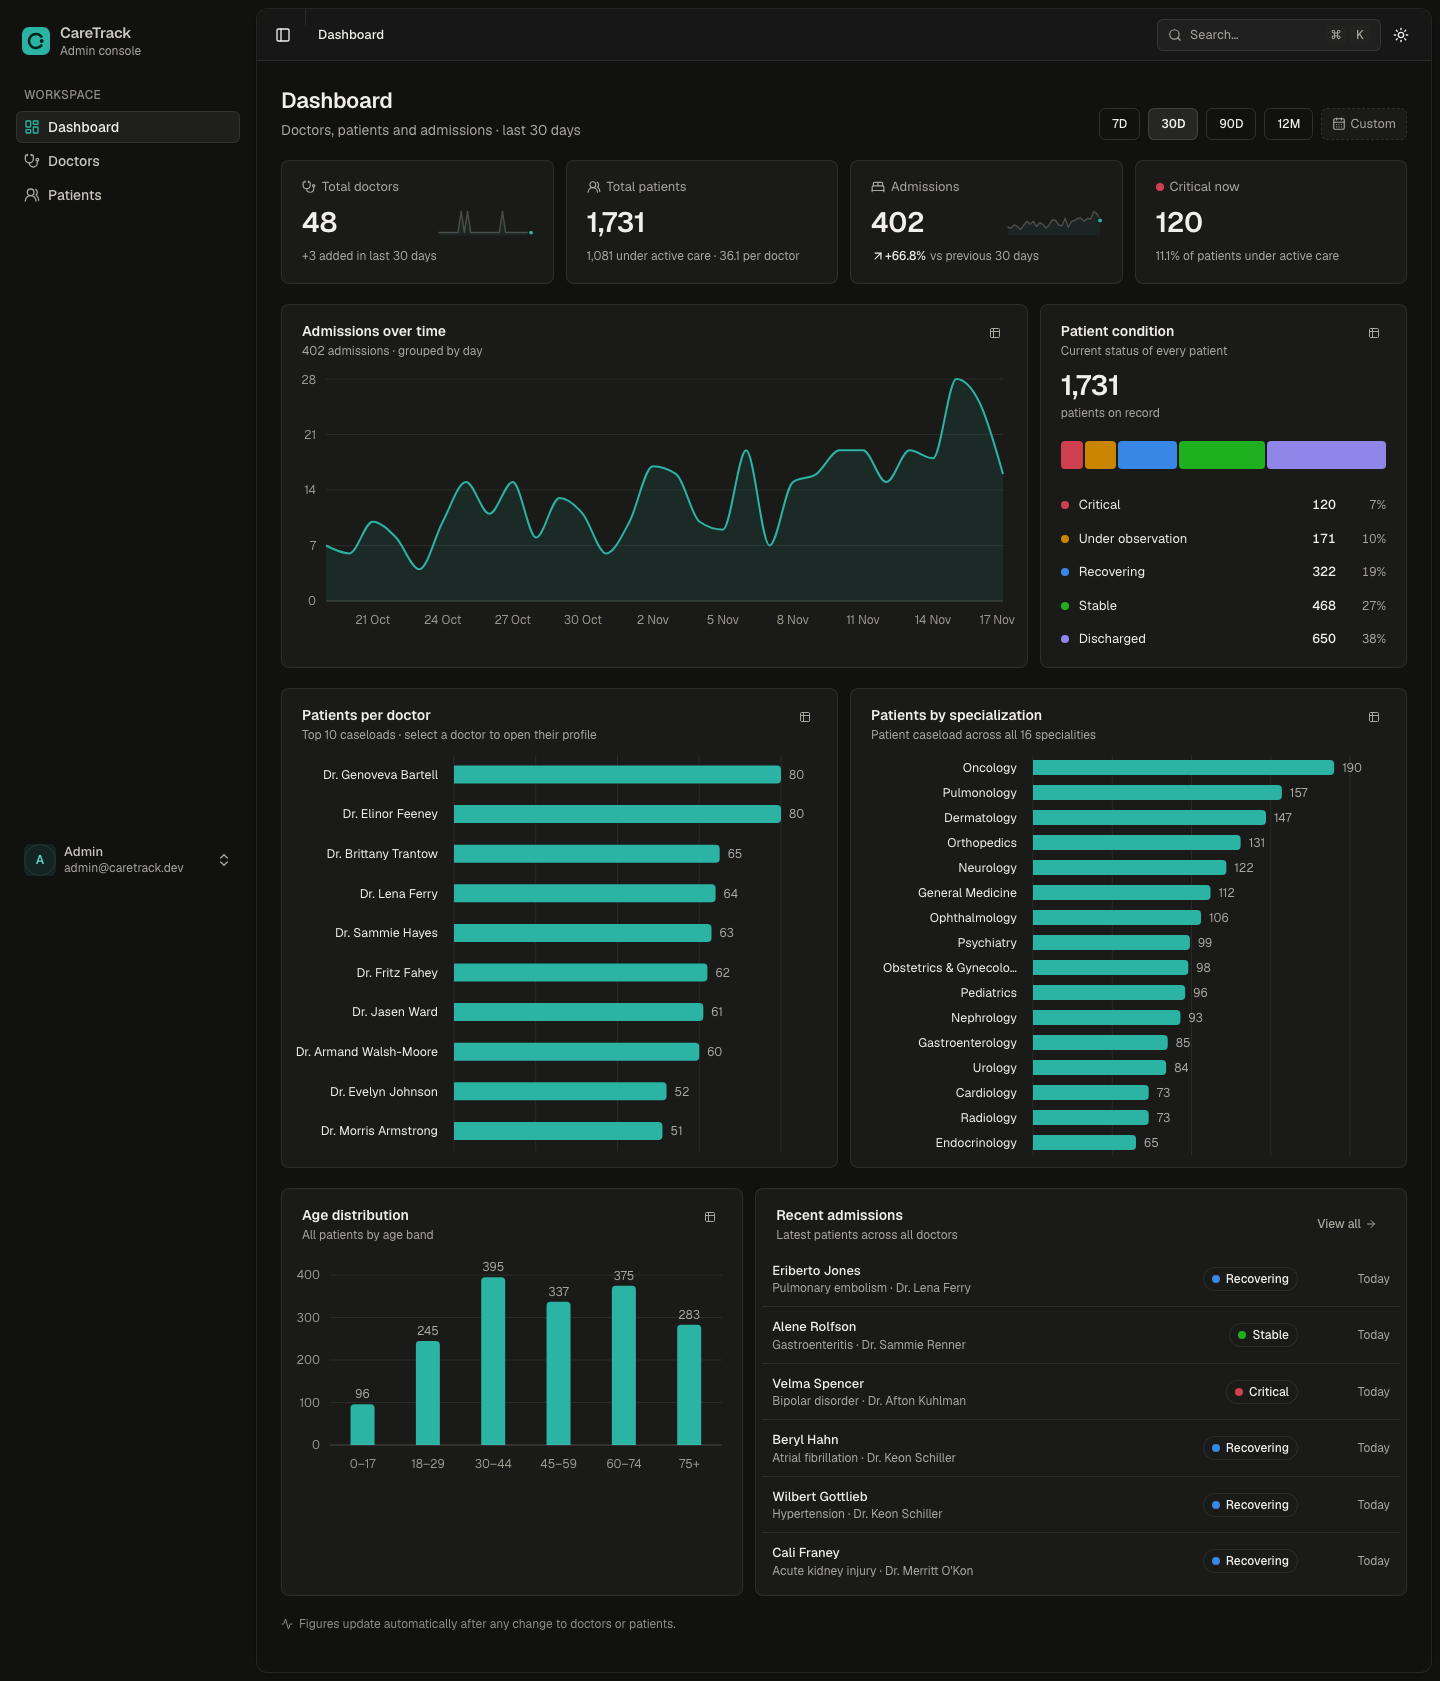 CareTrack
Admin console
WORKSPACE
Dashboard
Doctors
Patients
A
Admin
admin@caretrack.dev
Dashboard
Search…
⌘ K
Dashboard
Doctors, patients and admissions · last 30 days
7D
30D
90D
12M
Custom
Total doctors
48
+3 added in last 30 days
Total patients
1,731
1,081 under active care · 36.1 per doctor
Admissions
402
+66.8% vs previous 30 days
Critical now
120
11.1% of patients under active care
Admissions over time
402 admissions · grouped by day
28
21
14
7
0
21 Oct
24 Oct
27 Oct
30 Oct
2 Nov
5 Nov
8 Nov
11 Nov
14 Nov
17 Nov
Patient condition
Current status of every patient
1,731
patients on record
Critical 120 7%
Under observation 171 10%
Recovering 322 19%
Stable 468 27%
Discharged 650 38%
Patients per doctor
Top 10 caseloads · select a doctor to open their profile
Dr. Genoveva Bartell 80
Dr. Elinor Feeney 80
Dr. Brittany Trantow 65
Dr. Lena Ferry 64
Dr. Sammie Hayes 63
Dr. Fritz Fahey 62
Dr. Jasen Ward 61
Dr. Armand Walsh-Moore 60
Dr. Evelyn Johnson 52
Dr. Morris Armstrong 51
Patients by specialization
Patient caseload across all 16 specialities
Oncology 190
Pulmonology 157
Dermatology 147
Orthopedics 131
Neurology 122
General Medicine 112
Ophthalmology 106
Psychiatry 99
Obstetrics & Gynecolo… 98
Pediatrics 96
Nephrology 93
Gastroenterology 85
Urology 84
Cardiology 73
Radiology 73
Endocrinology 65
Age distribution
All patients by age band
400
300
200
100
0
96
245
395
337
375
283
0–17
18–29
30–44
45–59
60–74
75+
Recent admissions
Latest patients across all doctors
View all
Eriberto Jones
Pulmonary embolism · Dr. Lena Ferry
Recovering
Today
Alene Rolfson
Gastroenteritis · Dr. Sammie Renner
Stable
Today
Velma Spencer
Bipolar disorder · Dr. Afton Kuhlman
Critical
Today
Beryl Hahn
Atrial fibrillation · Dr. Keon Schiller
Recovering
Today
Wilbert Gottlieb
Hypertension · Dr. Keon Schiller
Recovering
Today
Cali Franey
Acute kidney injury · Dr. Merritt O'Kon
Recovering
Today
Figures update automatically after any change to doctors or patients.